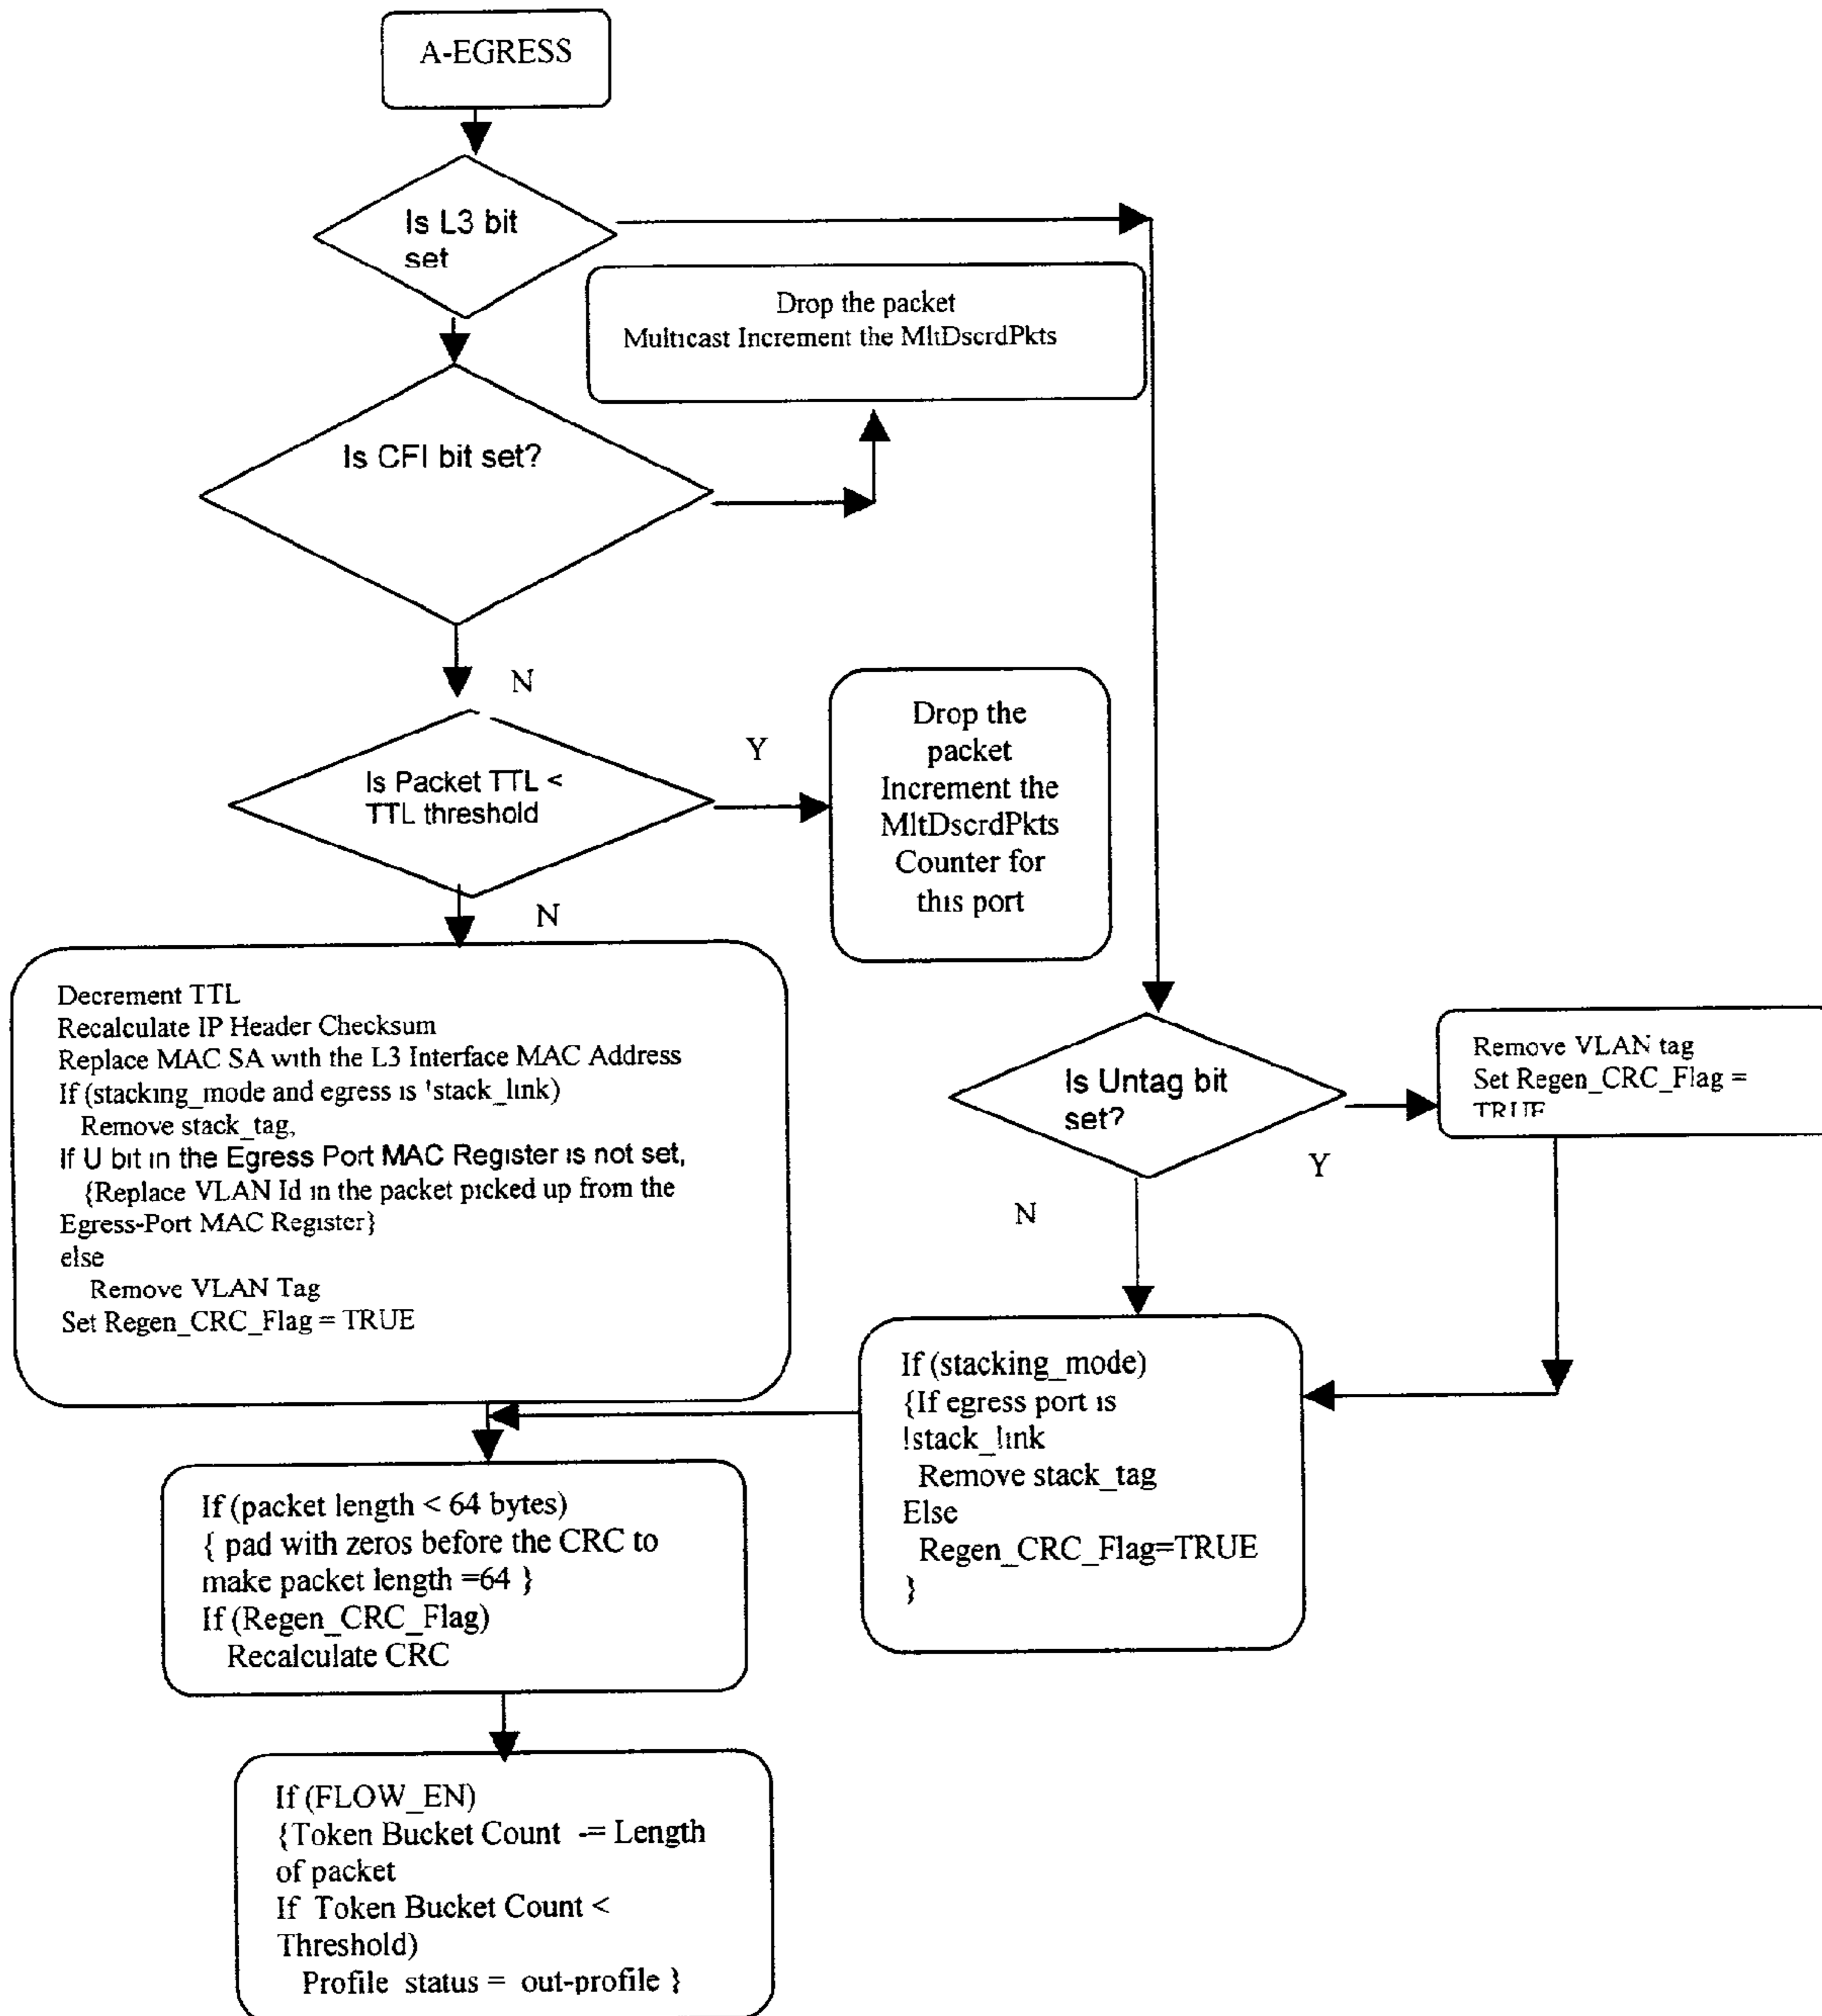 A-EGRESS
Is L3 bit
set
Drop the packet
Multicast Increment the MltDscrdPkts
Is CFI bit set?
N
Is Packet TTL <
TTL threshold
Y
Drop the
packet
Increment the
MltDscrdPkts
Counter for
this port
N
Decrement TTL
Recalculate IP Header Checksum
Replace MAC SA with the L3 Interface MAC Address
If (stacking_mode and egress is !stack_link)
Remove stack_tag,
If U bit in the Egress Port MAC Register is not set,
{Replace VLAN Id in the packet picked up from the
Egress-Port MAC Register}
else
Remove VLAN Tag
Set Regen_CRC_Flag = TRUE
Is Untag bit
set?
Y
N
Remove VLAN tag
Set Regen_CRC_Flag =
TRUE
If (stacking_mode)
{If egress port is
!stack_link
Remove stack_tag
Else
Regen_CRC_Flag=TRUE
}
If (packet length < 64 bytes)
{ pad with zeros before the CRC to
make packet length =64 }
If (Regen_CRC_Flag)
Recalculate CRC
If (FLOW_EN)
{Token Bucket Count -= Length
of packet
If Token Bucket Count <
Threshold)
Profile status = out-profile }